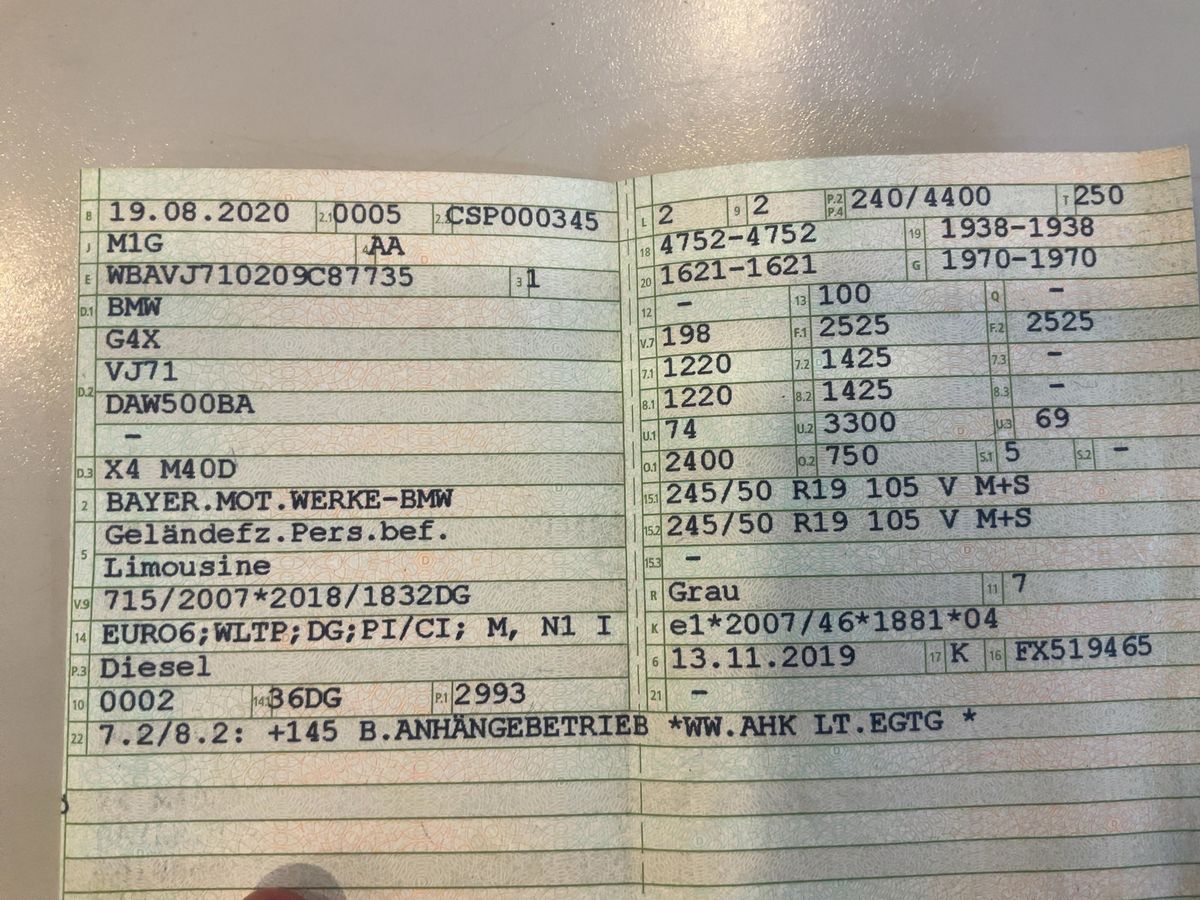 B 19.08.2020 2.1 0005 2.2 CSP000345
J M1G 4 AA
E WBAVJ710209C87735 3 1
D.1 BMW
D.2 G4X
VJ71
DAW500BA
–
D.3 X4 M40D
2 BAYER.MOT.WERKE-BMW
5 Geländefz.Pers.bef.
Limousine
V.9 715/2007*2018/1832DG
14 EURO6;WLTP;DG;PI/CI; M, N1 I
P.3 Diesel
10 0002 14.1 36DG P.1 2993
L 2 9 2 P.2 P.4 240/4400 T 250
18 4752-4752 19 1938-1938
20 1621-1621 G 1970-1970
12 – 13 100 Q –
V.7 198 F.1 2525 F.2 2525
7.1 1220 7.2 1425 7.3 –
8.1 1220 8.2 1425 8.3 –
U.1 74 U.2 3300 U.3 69
O.1 2400 O.2 750 S.1 5 S.2 –
15.1 245/50 R19 105 V M+S
15.2 245/50 R19 105 V M+S
15.3 –
R Grau 11 7
K e1*2007/46*1881*04
6 13.11.2019 17 K 16 FX519465
21 –
22 7.2/8.2: +145 B.ANHÄNGEBETRIEB *WW.AHK LT.EGTG *